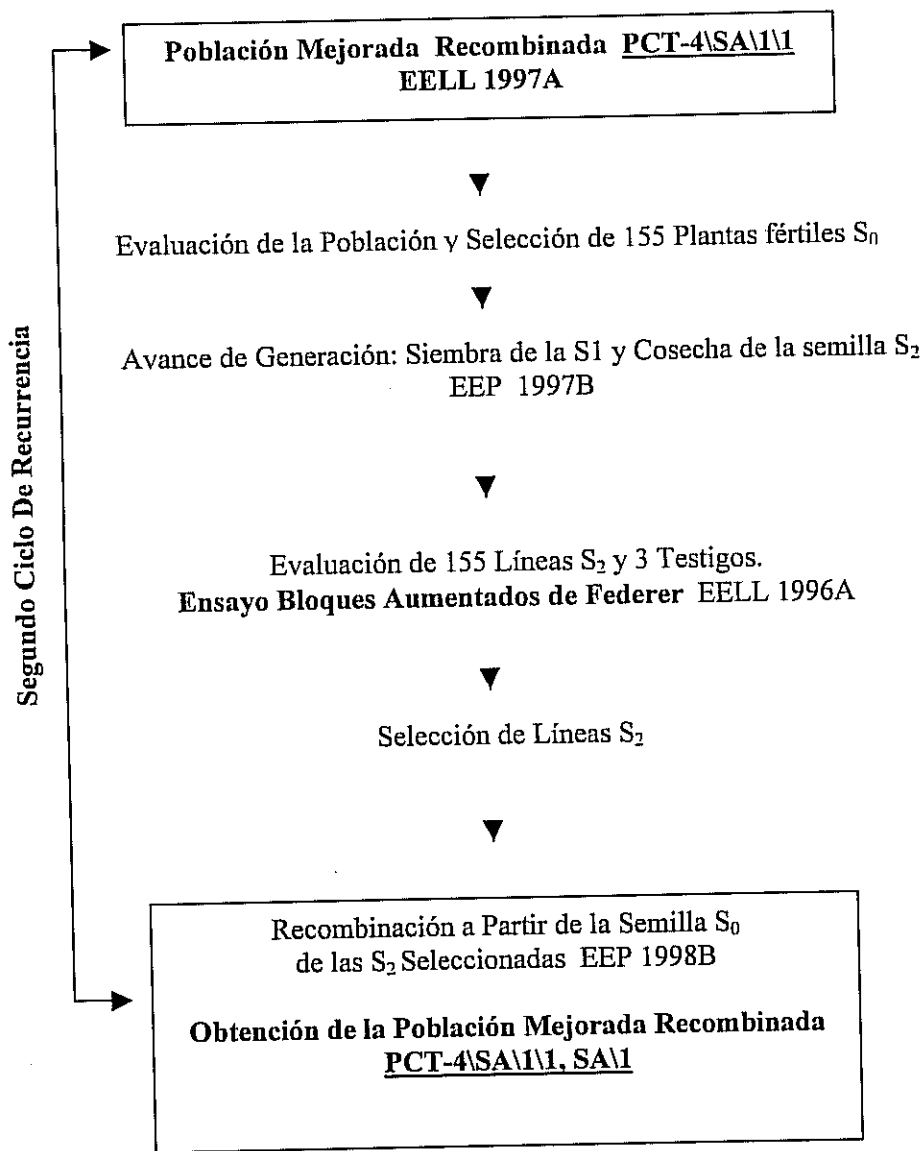 Población Mejorada Recombinada PCT-4\SA\1\1
EELL 1997A
Evaluación de la Población y Selección de 155 Plantas fértiles S₀
Avance de Generación: Siembra de la S1 y Cosecha de la semilla S₂
EEP 1997B
Segundo Ciclo De Recurrencia
Evaluación de 155 Líneas S₂ y 3 Testigos.
Ensayo Bloques Aumentados de Federer EELL 1996A
Selección de Líneas S₂
Recombinación a Partir de la Semilla S₀
de las S₂ Seleccionadas EEP 1998B
Obtención de la Población Mejorada Recombinada
PCT-4\SA\1\1, SA\1